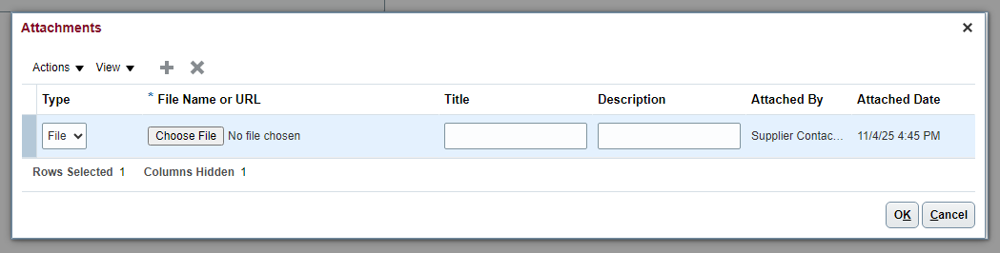 Attachments
Actions View
Type * File Name or URL Title Description Attached By Attached Date
File Choose File No file chosen Supplier Contac... 11/4/25 4:45 PM
Rows Selected 1 Columns Hidden 1
OK Cancel